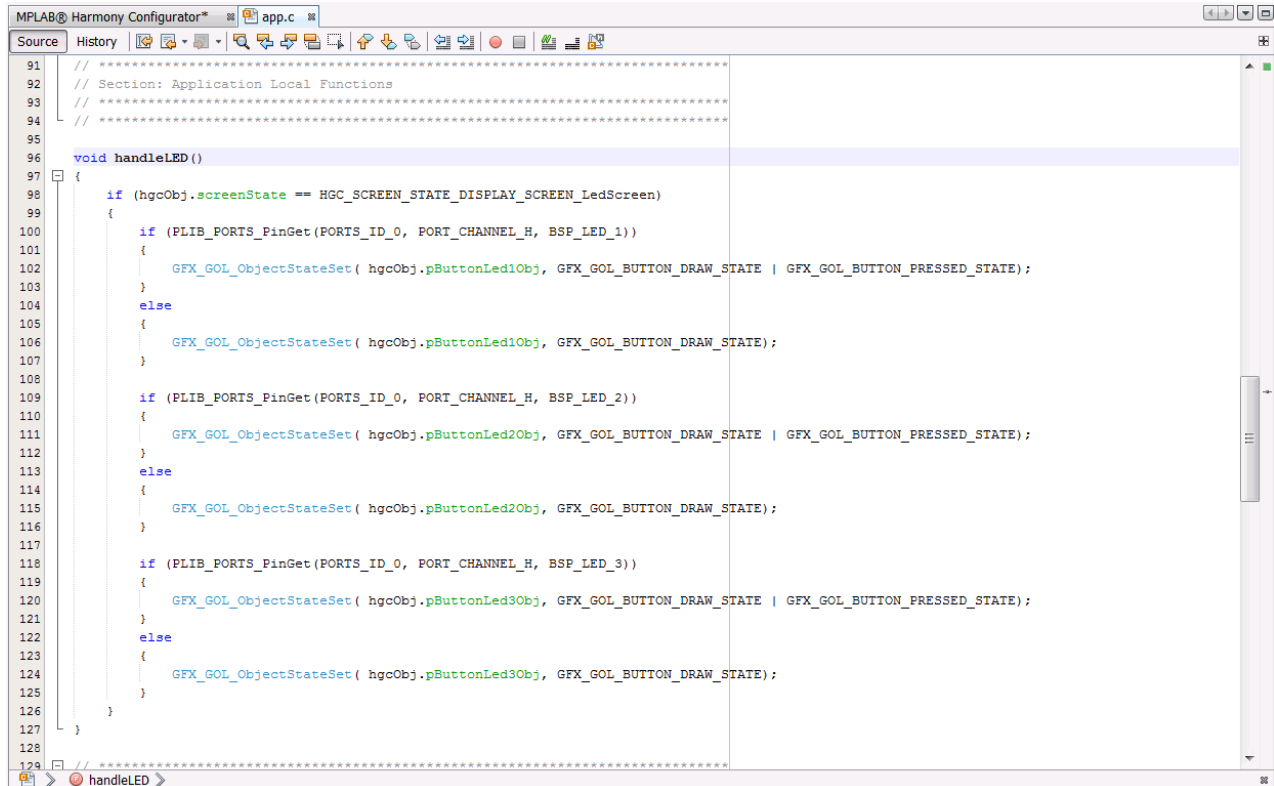 MPLAB® Harmony Configurator* app.c
Source History
91 // *****************************************************************************
92 // Section: Application Local Functions
93 // *****************************************************************************
94 // *****************************************************************************
95
96 void handleLED()
97 {
98 if (hgcObj.screenState == HGC_SCREEN_STATE_DISPLAY_SCREEN_LedScreen)
99 {
100 if (PLIB_PORTS_PinGet(PORTS_ID_0, PORT_CHANNEL_H, BSP_LED_1))
101 {
102 GFX_GOL_ObjectStateSet( hgcObj.pButtonLed1Obj, GFX_GOL_BUTTON_DRAW_STATE | GFX_GOL_BUTTON_PRESSED_STATE);
103 }
104 else
105 {
106 GFX_GOL_ObjectStateSet( hgcObj.pButtonLed1Obj, GFX_GOL_BUTTON_DRAW_STATE);
107 }
108
109 if (PLIB_PORTS_PinGet(PORTS_ID_0, PORT_CHANNEL_H, BSP_LED_2))
110 {
111 GFX_GOL_ObjectStateSet( hgcObj.pButtonLed2Obj, GFX_GOL_BUTTON_DRAW_STATE | GFX_GOL_BUTTON_PRESSED_STATE);
112 }
113 else
114 {
115 GFX_GOL_ObjectStateSet( hgcObj.pButtonLed2Obj, GFX_GOL_BUTTON_DRAW_STATE);
116 }
117
118 if (PLIB_PORTS_PinGet(PORTS_ID_0, PORT_CHANNEL_H, BSP_LED_3))
119 {
120 GFX_GOL_ObjectStateSet( hgcObj.pButtonLed3Obj, GFX_GOL_BUTTON_DRAW_STATE | GFX_GOL_BUTTON_PRESSED_STATE);
121 }
122 else
123 {
124 GFX_GOL_ObjectStateSet( hgcObj.pButtonLed3Obj, GFX_GOL_BUTTON_DRAW_STATE);
125 }
126 }
127 }
128
129 // *****************************************************************************
handleLED